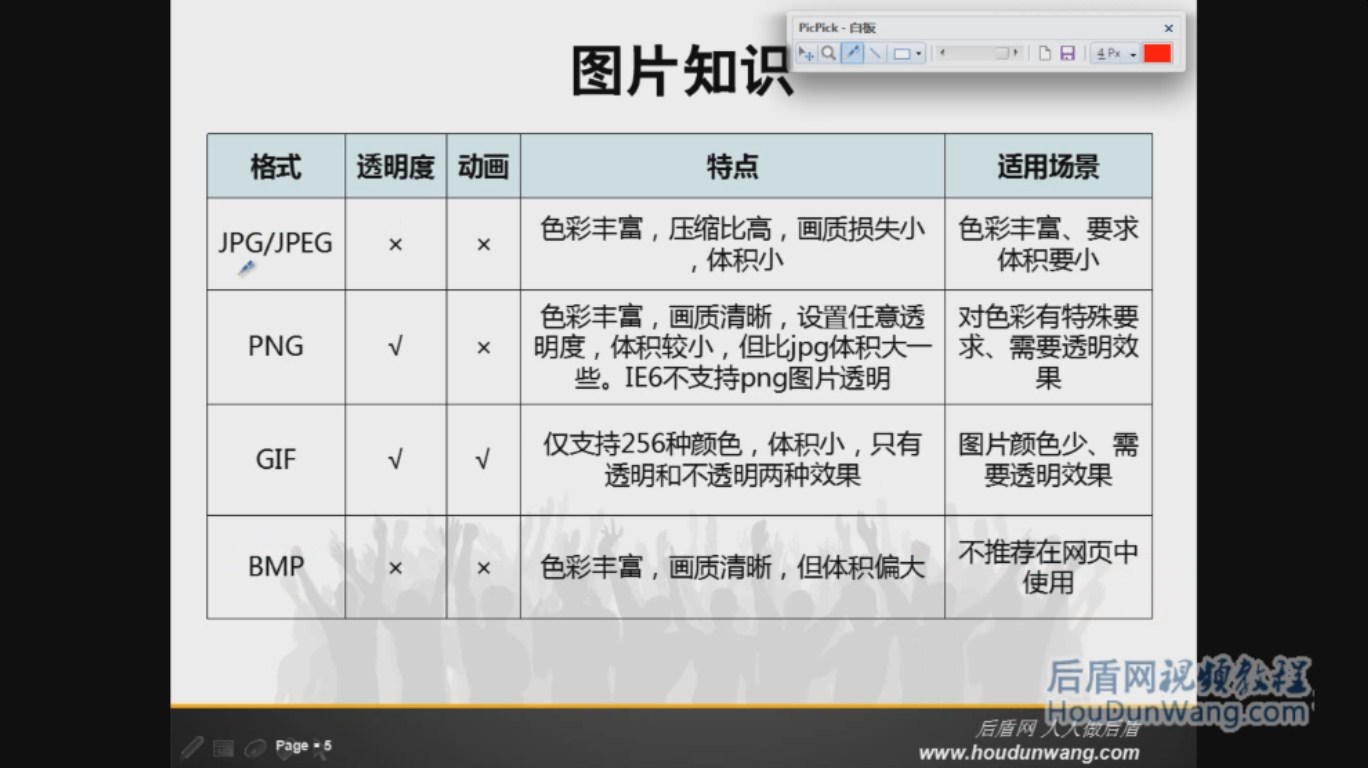 PicPick - 白板
4 Px
图片知识
格式 透明度 动画 特点 适用场景
JPG/JPEG × × 色彩丰富，压缩比高，画质损失小
，体积小 色彩丰富、要求
体积要小
PNG √ × 色彩丰富，画质清晰，设置任意透
明度，体积较小，但比jpg体积大一
些。IE6不支持png图片透明 对色彩有特殊要
求、需要透明效
果
GIF √ √ 仅支持256种颜色，体积小，只有
透明和不透明两种效果 图片颜色少、需
要透明效果
BMP × × 色彩丰富，画质清晰，但体积偏大 不推荐在网页中
使用
后盾网视频教程
HouDunWang.com
后盾网 人人做后盾
www.houdunwang.com
Page ▪ 5